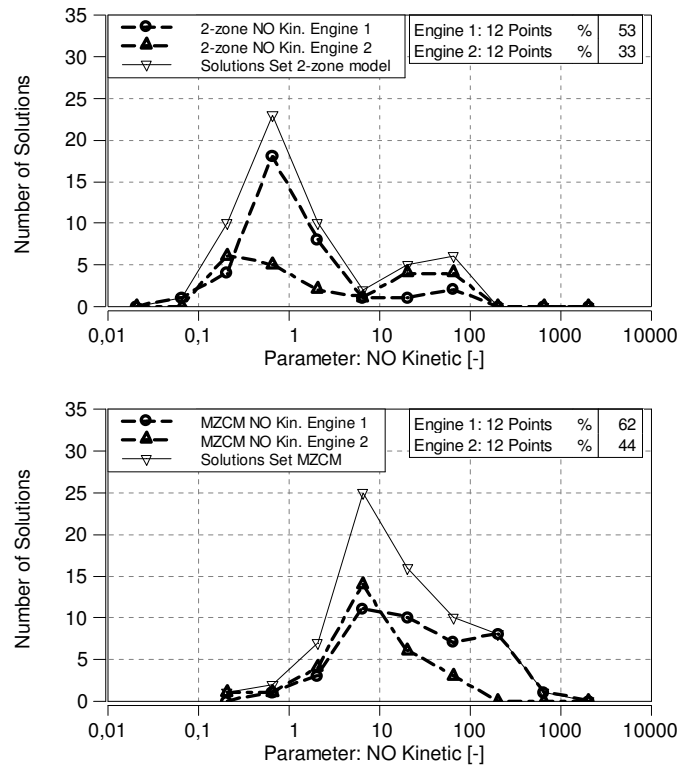 2-zone NO Kin. Engine 1
2-zone NO Kin. Engine 2
Solutions Set 2-zone model
Engine 1: 12 Points % 53
Engine 2: 12 Points % 33
Number of Solutions
35
30
25
20
15
10
5
0
0,01 0,1 1 10 100 1000 10000
Parameter: NO Kinetic [-]
MZCM NO Kin. Engine 1
MZCM NO Kin. Engine 2
Solutions Set MZCM
Engine 1: 12 Points % 62
Engine 2: 12 Points % 44
Number of Solutions
35
30
25
20
15
10
5
0
0,01 0,1 1 10 100 1000 10000
Parameter: NO Kinetic [-]